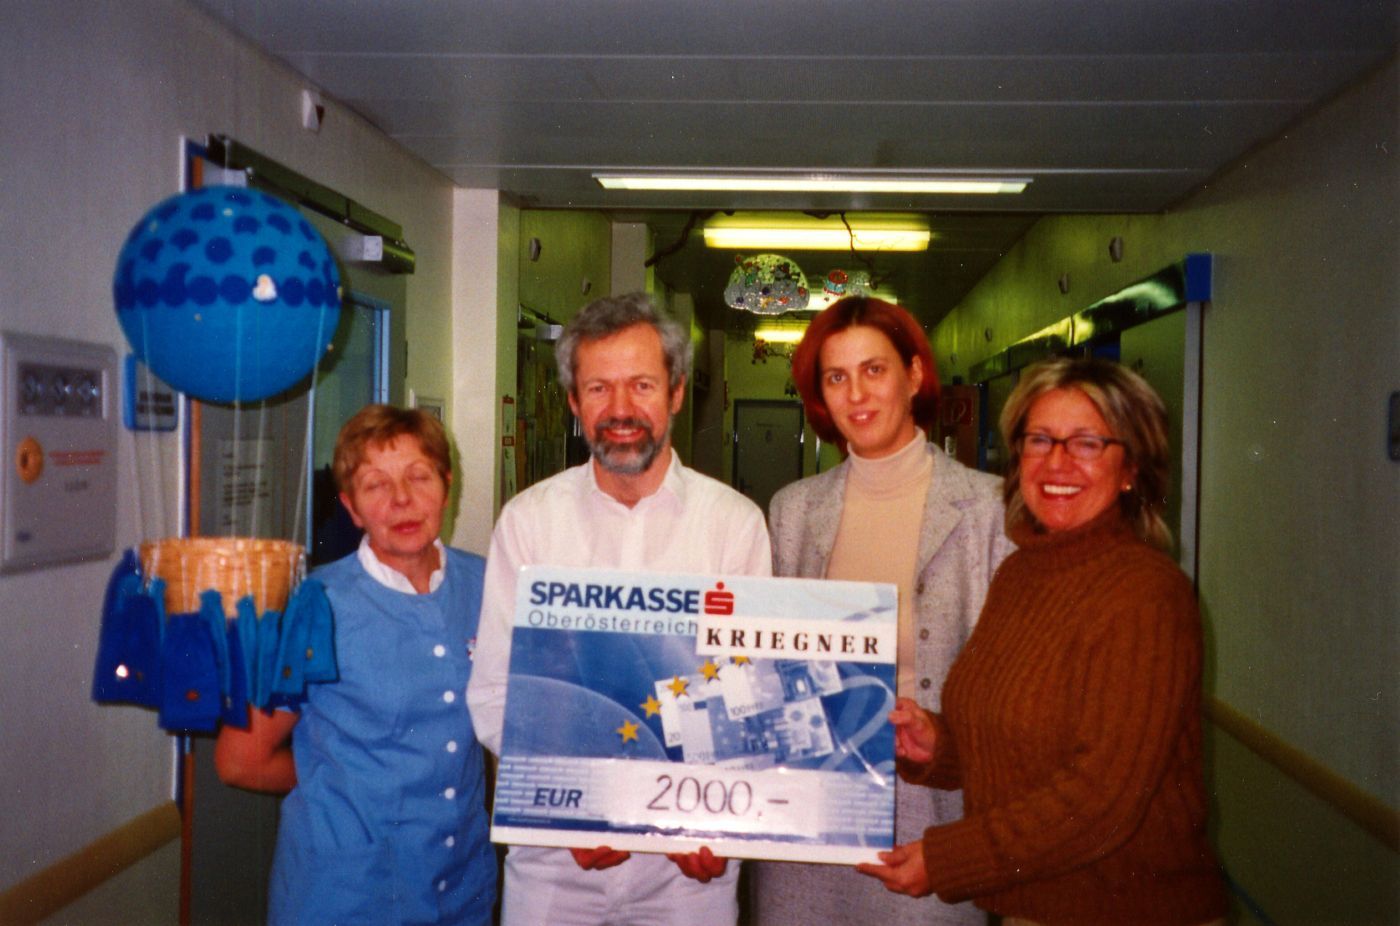 SPARKASSE
Oberösterreich
KRIEGNER
EUR
2000,-